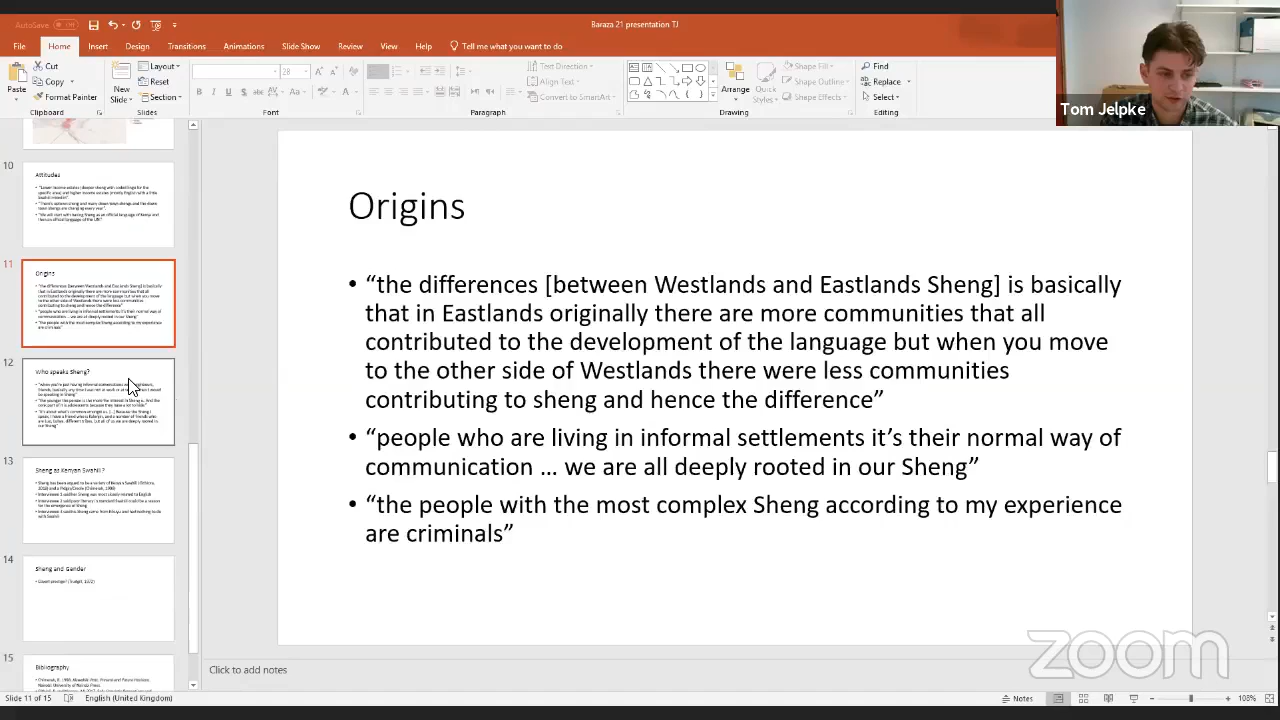 AutoSave Off
Baraza 21 presentation TJ
File Home Insert Design Transitions Animations Slide Show Review View Help Tell me what you want to do
Paste
Cut
Copy
Format Painter
Clipboard
New
Slide
Layout
Reset
Section
Slides
28
Font
Paragraph
Text Direction
Align Text
Convert to SmartArt
Arrange
Quick
Styles
Shape Fill
Shape Outline
Shape Effects
Drawing
Find
Replace
Select
Editing
Tom Jelpke
10
Attitudes
11
Origins
12
Who speaks Sheng?
13
Sheng as Kenyan Swahili?
14
Sheng and Gender
15
Bibliography
Origins
• “the differences [between Westlands and Eastlands Sheng] is basically
that in Eastlands originally there are more communities that all
contributed to the development of the language but when you move
to the other side of Westlands there were less communities
contributing to sheng and hence the difference”
• “people who are living in informal settlements it’s their normal way of
communication … we are all deeply rooted in our Sheng”
• “the people with the most complex Sheng according to my experience
are criminals”
zoom
Click to add notes
Slide 11 of 15 English (United Kingdom) Notes 108%